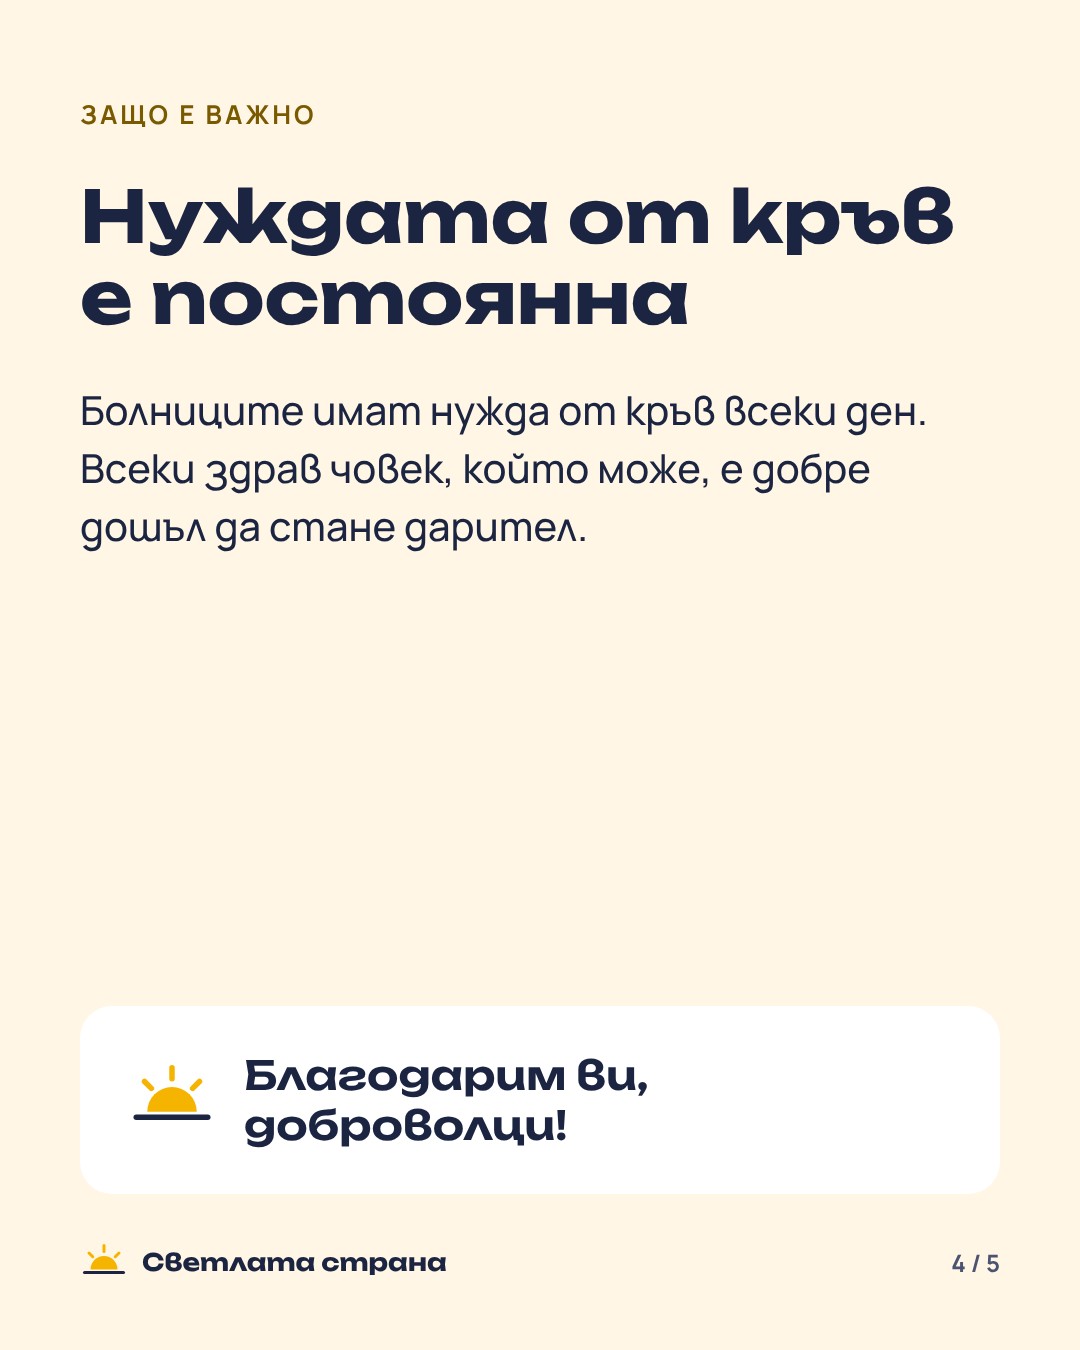 ЗАЩО Е ВАЖНО
Нуждата от кръв
е постоянна
Болниците имат нужда от кръв всеки ден.
Всеки здрав човек, който може, е добре
дошъл да стане дарител.
Благодарим ви,
доброволци!
Светлата страна
4 / 5